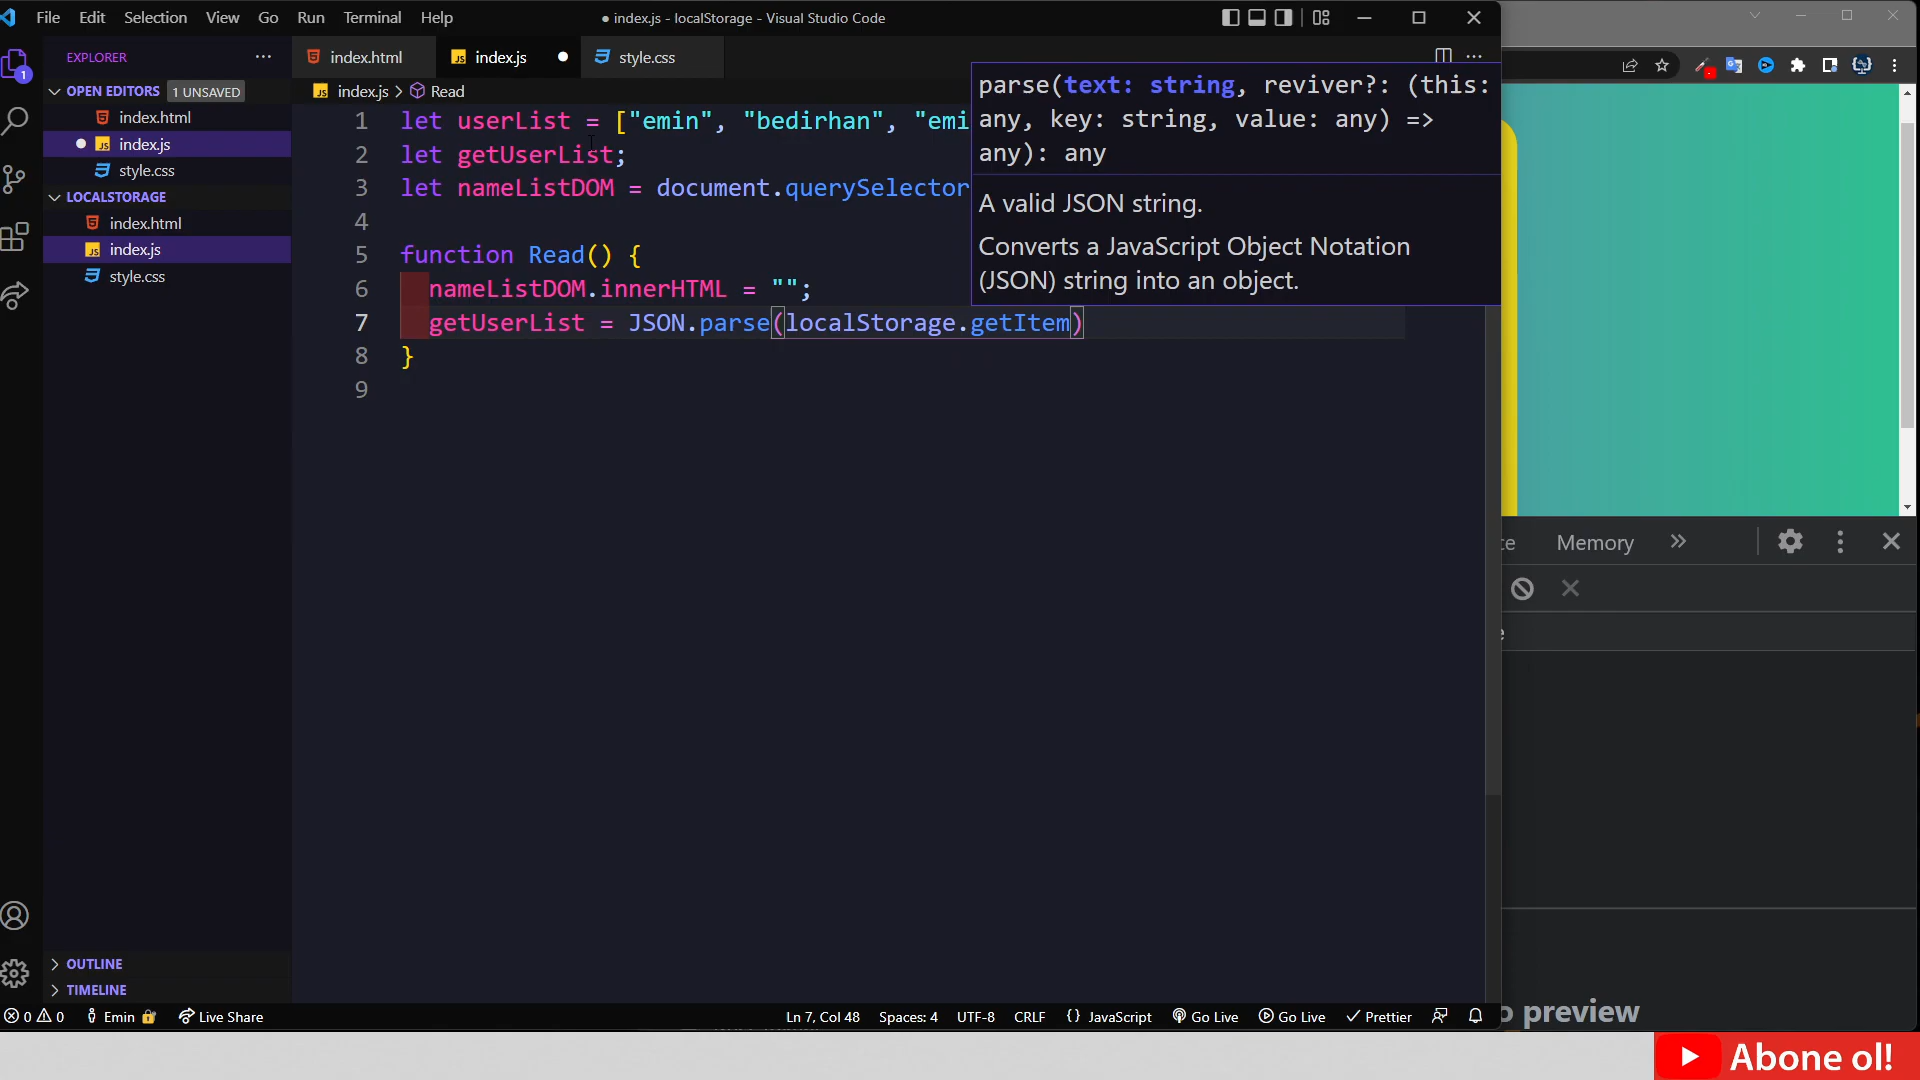 File Edit Selection View Go Run Terminal Help
● index.js - localStorage - Visual Studio Code
EXPLORER
index.html
index.js
style.css
OPEN EDITORS 1 UNSAVED
index.html
index.js
style.css
LOCALSTORAGE
index.html
index.js
style.css
index.js > Read
1 let userList = ["emin", "bedirhan", "emi
2 let getUserList;
3 let nameListDOM = document.querySelector
4
5 function Read() {
6 nameListDOM.innerHTML = "";
7 getUserList = JSON.parse(localStorage.getItem)
8 }
9
parse(text: string, reviver?: (this:
any, key: string, value: any) =>
any): any
A valid JSON string.
Converts a JavaScript Object Notation
(JSON) string into an object.
Memory
OUTLINE
TIMELINE
0 0 Emin Live Share
Ln 7, Col 48 Spaces: 4 UTF-8 CRLF {} JavaScript Go Live Go Live Prettier
preview
Abone ol!
1